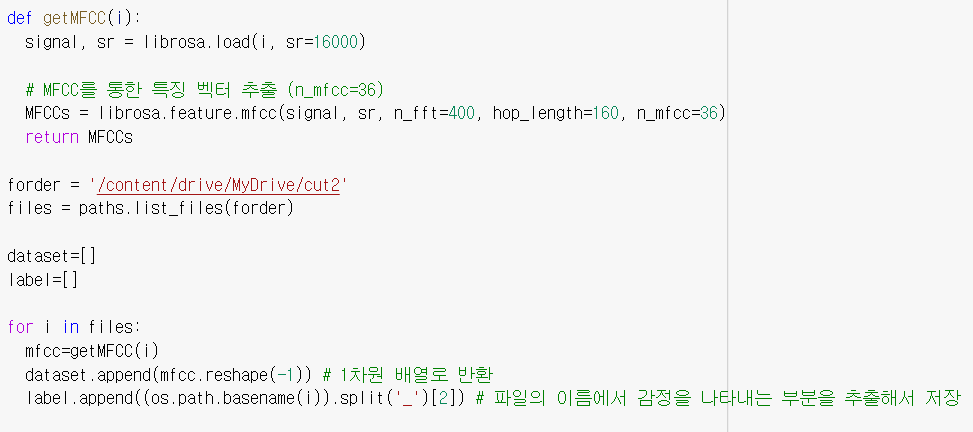 def getMFCC(i):
  signal, sr = librosa.load(i, sr=16000)
  # MFCC를 통한 특징 벡터 추출 (n_mfcc=36)
  MFCCs = librosa.feature.mfcc(signal, sr, n_fft=400, hop_length=160, n_mfcc=36)
  return MFCCs
forder = '/content/drive/MyDrive/cut2'
files = paths.list_files(forder)
dataset=[]
label=[]
for i in files:
  mfcc=getMFCC(i)
  dataset.append(mfcc.reshape(-1)) # 1차원 배열로 반환
  label.append((os.path.basename(i)).split('_')[2]) # 파일의 이름에서 감정을 나타내는 부분을 추출해서 저장